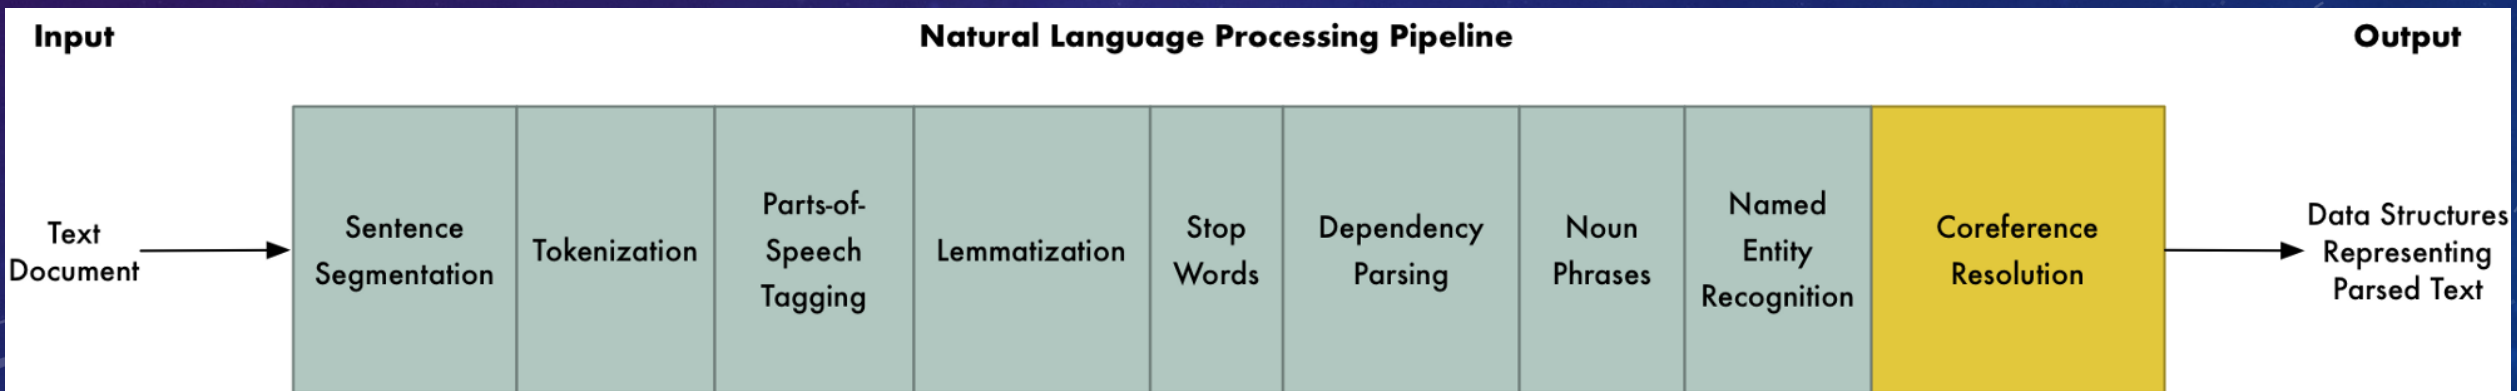 Input
Natural Language Processing Pipeline
Output
Text
Document
Sentence
Segmentation
Tokenization
Parts-of-
Speech
Tagging
Lemmatization
Stop
Words
Dependency
Parsing
Noun
Phrases
Named
Entity
Recognition
Coreference
Resolution
Data Structures
Representing
Parsed Text